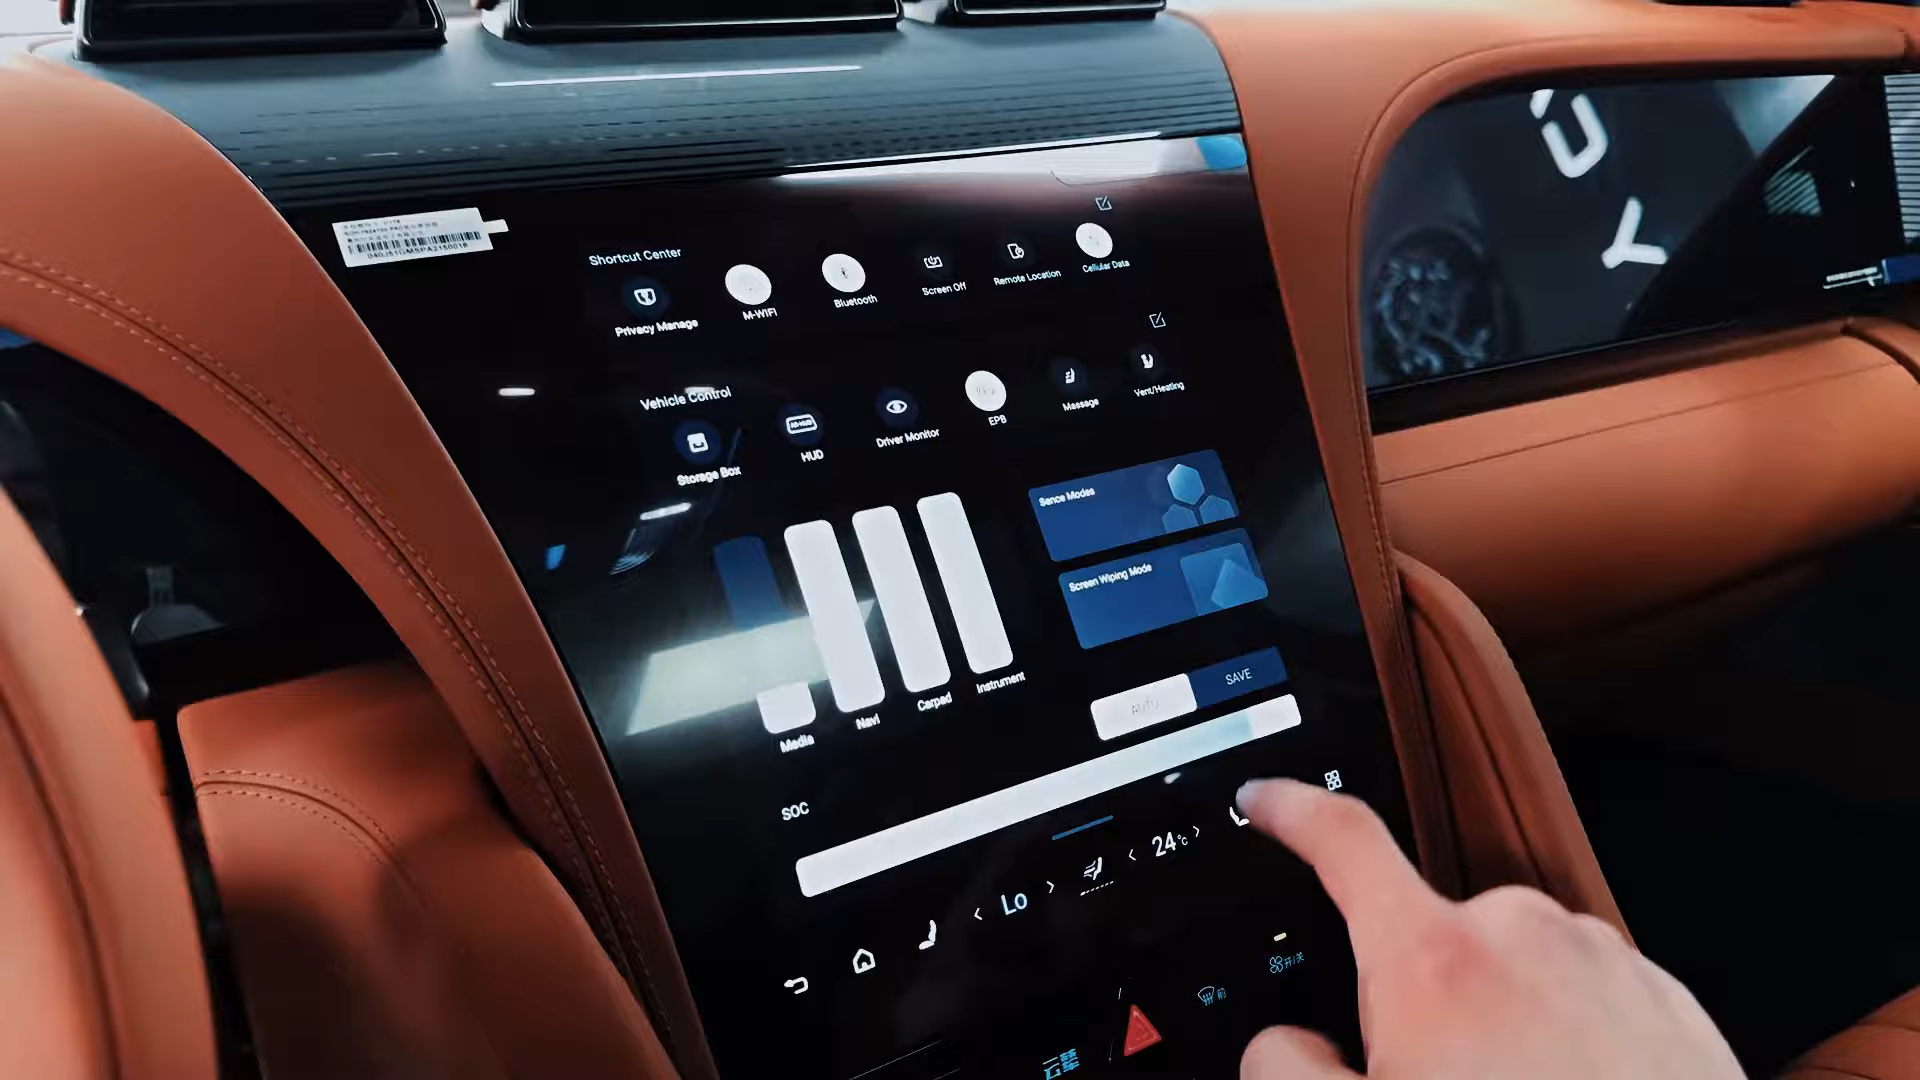 Shortcut Center
Privacy Manage
M-WIFI
Bluetooth
Screen Off
Remote Location
Cellular Data
Vehicle Control
Storage Box
HUD
Driver Monitor
EPB
Massage
Vent/Heating
Sence Modes
Screen Wiping Mode
Media
Navi
Carpad
Instrument
AUTO
SAVE
SOC
< Lo >
< 24°C >
前
开/关